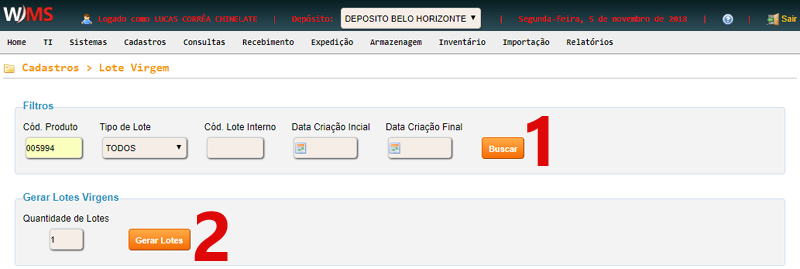 WMS Logado como LUCAS CORRÊA CHINELATE | Depósito: DEPOSITO BELO HORIZONTE | Segunda-feira, 5 de novembro de 2018 | | Sair
Home TI Sistemas Cadastros Consultas Recebimento Expedição Armazenagem Inventário Importação Relatórios
Cadastros > Lote Virgem
Filtros
Cód. Produto Tipo de Lote Cód. Lote Interno Data Criação Incial Data Criação Final
005994 TODOS Buscar 1
Gerar Lotes Virgens
Quantidade de Lotes
1 Gerar Lotes 2